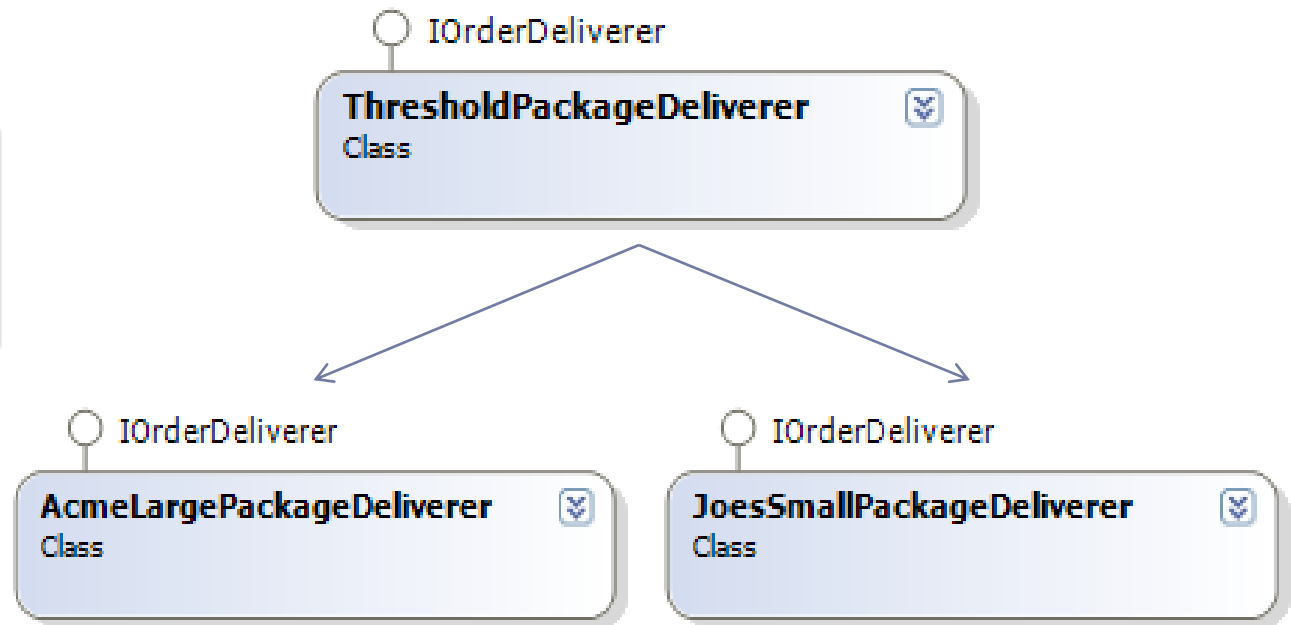 IOrderDeliverer
ThresholdPackageDeliverer
Class
IOrderDeliverer
AcmeLargePackageDeliverer
Class
IOrderDeliverer
JoesSmallPackageDeliverer
Class